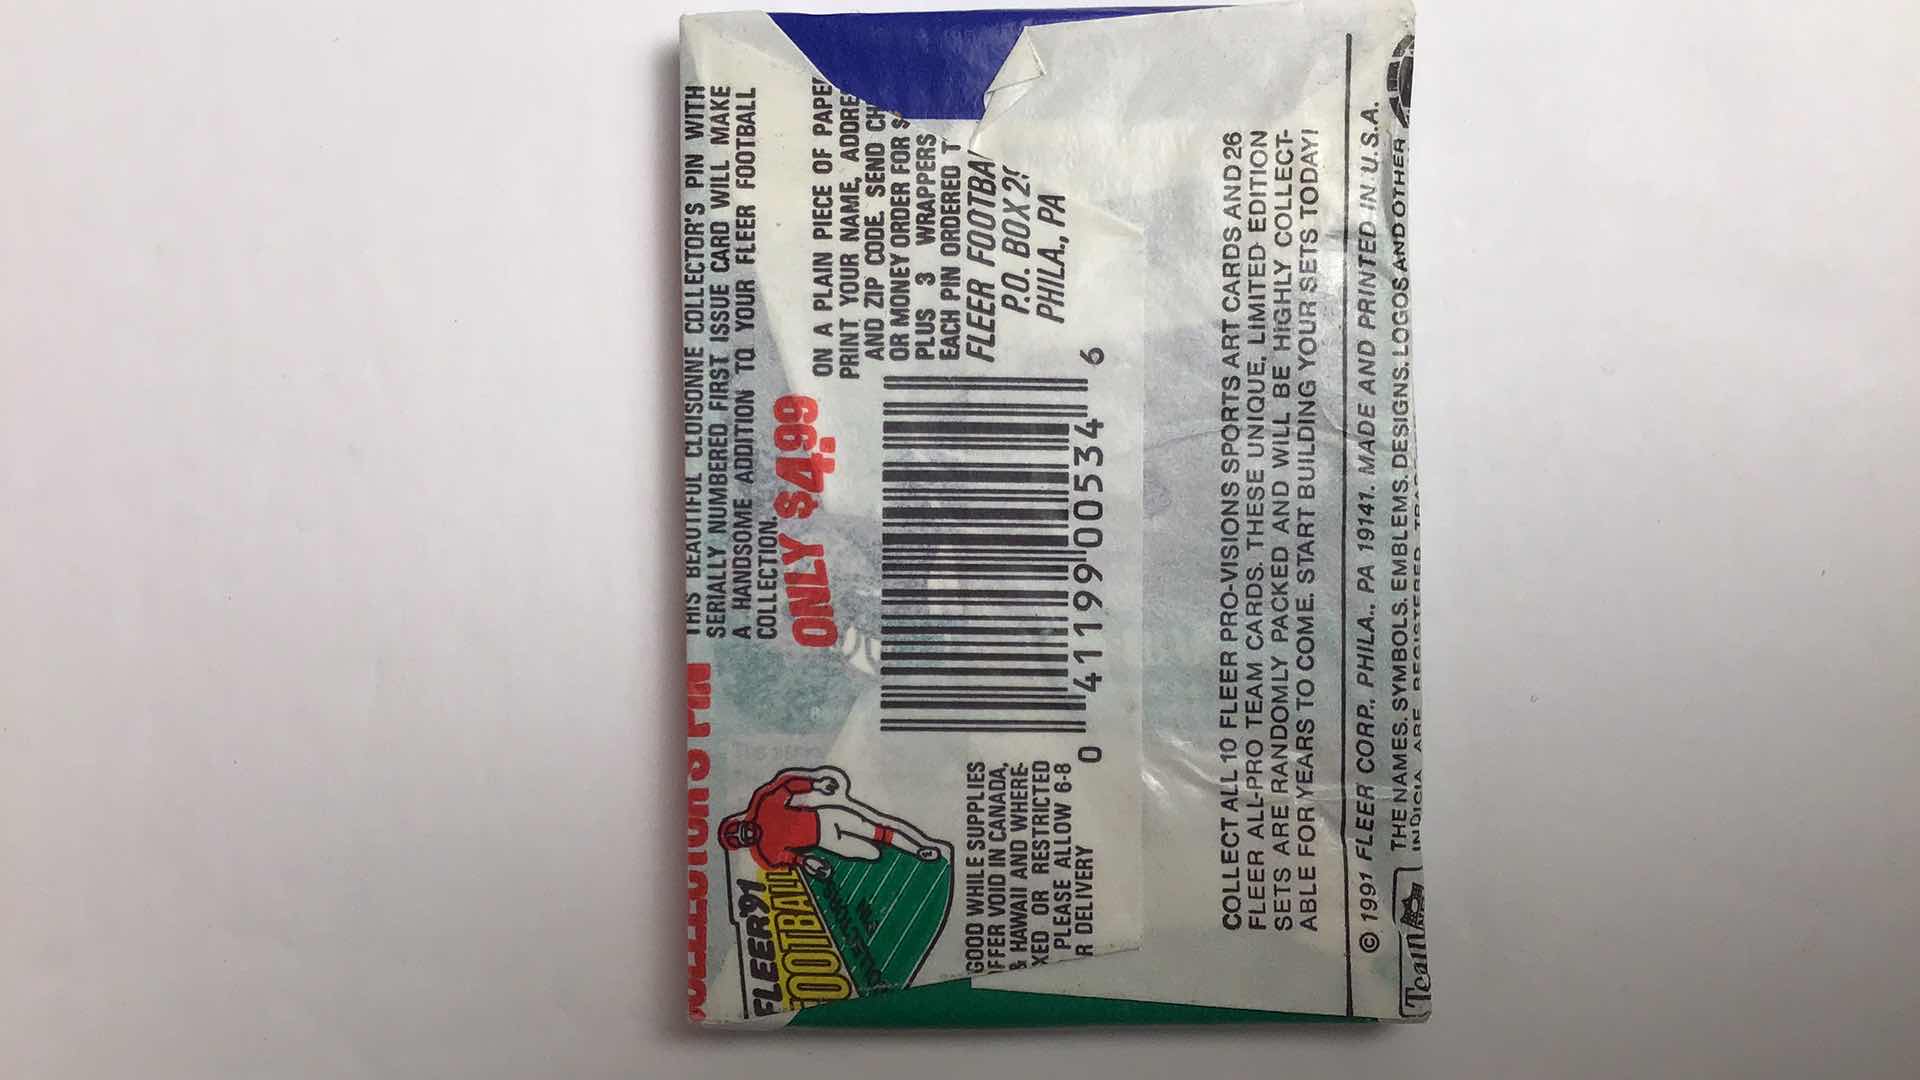 COLLECTOR'S PIN
THIS BEAUTIFUL CLOISONNE COLLECTOR'S PIN WITH
SERIALLY NUMBERED FIRST ISSUE CARD WILL MAKE
A HANDSOME ADDITION TO YOUR FLEER FOOTBALL
COLLECTION.
ONLY $4.99
FLEER '91
FOOTBALL
ON A PLAIN PIECE OF PAPE
PRINT YOUR NAME, ADDRE
AND ZIP CODE. SEND CH
OR MONEY ORDER FOR $
PLUS 3 WRAPPERS
EACH PIN ORDERED T
FLEER FOOTBA
P.O. BOX 2
PHILA., PA
0 41199 00534 6
GOOD WHILE SUPPLIES
FFER VOID IN CANADA,
& HAWAII AND WHERE-
XED OR RESTRICTED
PLEASE ALLOW 6-8
R DELIVERY
COLLECT ALL 10 FLEER PRO-VISIONS SPORTS ART CARDS AND 26
FLEER ALL-PRO TEAM CARDS. THESE UNIQUE, LIMITED EDITION
SETS ARE RANDOMLY PACKED AND WILL BE HIGHLY COLLECT-
ABLE FOR YEARS TO COME. START BUILDING YOUR SETS TODAY!
© 1991 FLEER CORP., PHILA., PA 19141. MADE AND PRINTED IN U.S.A.
Team
THE NAMES, SYMBOLS, EMBLEMS, DESIGNS, LOGOS AND OTHER
INDICIA ARE REGISTERED